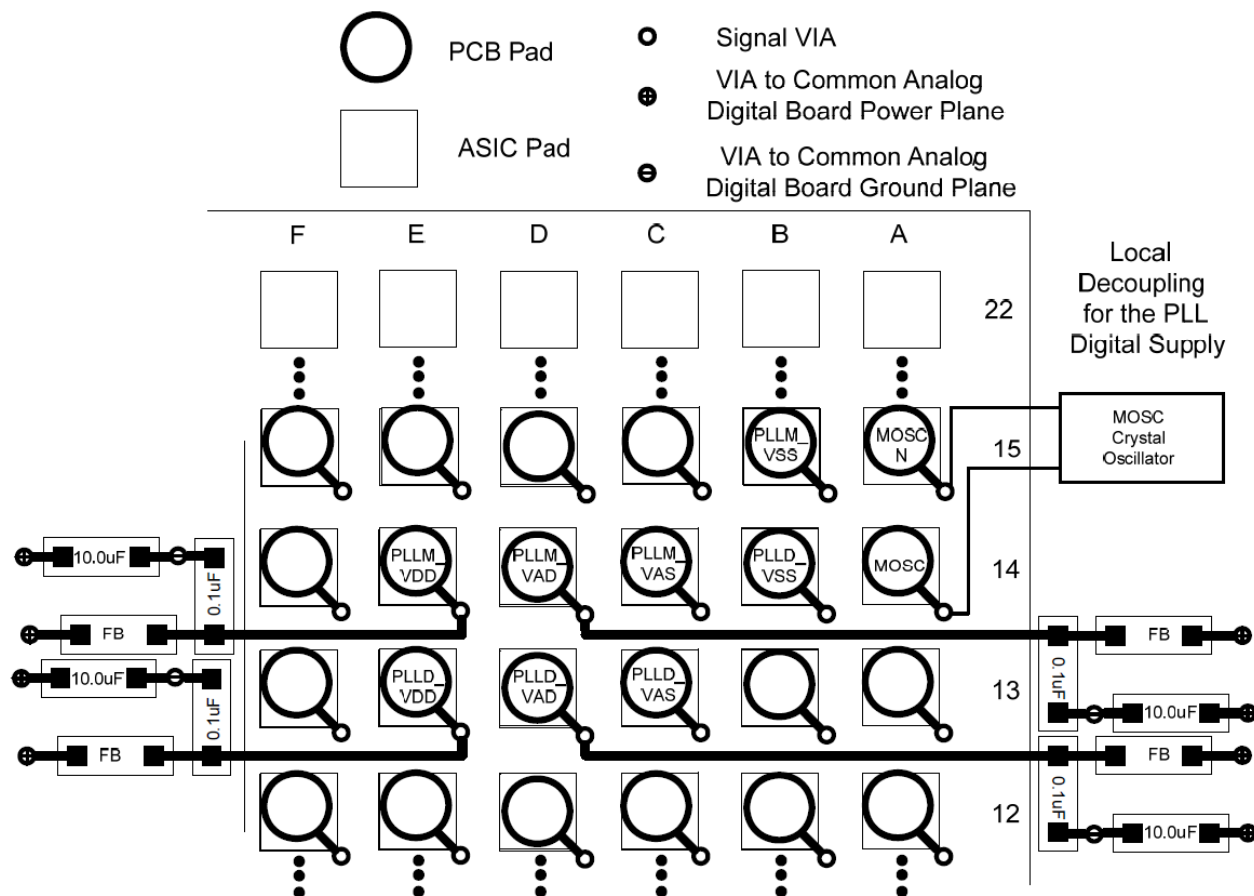 PCB Pad
Signal VIA
VIA to Common Analog
Digital Board Power Plane
ASIC Pad
VIA to Common Analog
Digital Board Ground Plane
F E D C B A
Local
Decoupling
for the PLL
Digital Supply
22
PLLM_
VSS
MOSC
N
15
MOSC
Crystal
Oscillator
10.0uF
0.1uF
PLLM_
VDD
PLLM_
VAD
PLLM_
VAS
PLLD_
VSS
MOSC
14
FB
FB
10.0uF
0.1uF
PLLD_
VDD
PLLD_
VAD
PLLD_
VAS
13
0.1uF
10.0uF
FB
FB
12
0.1uF
10.0uF